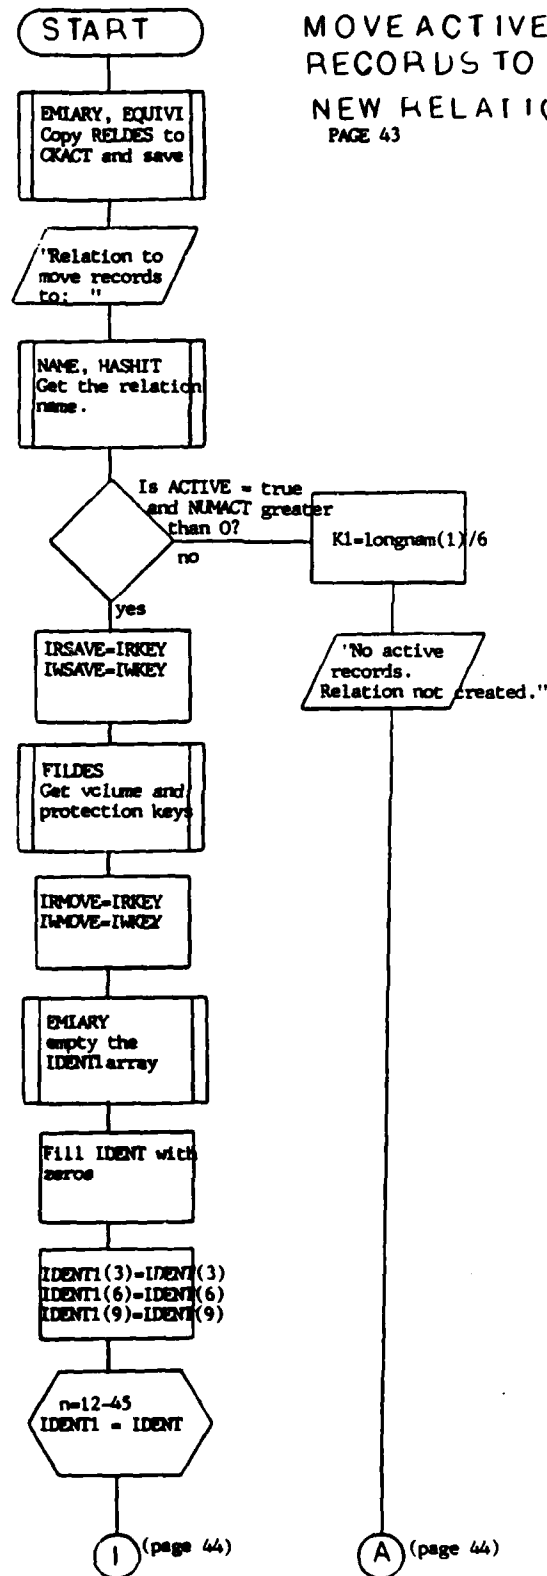 START
MOVE ACTIVE
RECORDS TO
NEW RELATIO
PAGE 43
EMIARY, EQUIVI
Copy RELDES to
CKACT and save
"Relation to
move records
to: "
NAME, HASHIT
Get the relation
name.
Is ACTIVE = true
and NUMACT greater
than 0?
no
yes
K1=longnam(1)/6
"No active
records.
Relation not created."
IRSAVE=IRKEY
IWSAVE=IWKEY
FILDES
Get volume and
protection keys
IRMOVE=IRKEY
IWMOVE=IWKEY
EMIARY
empty the
IDENT1 array
Fill IDENT with
zeros
IDENT1(3)=IDENT(3)
IDENT1(6)=IDENT(6)
IDENT1(9)=IDENT(9)
n=12-45
IDENT1 = IDENT
1 (page 44)
A (page 44)